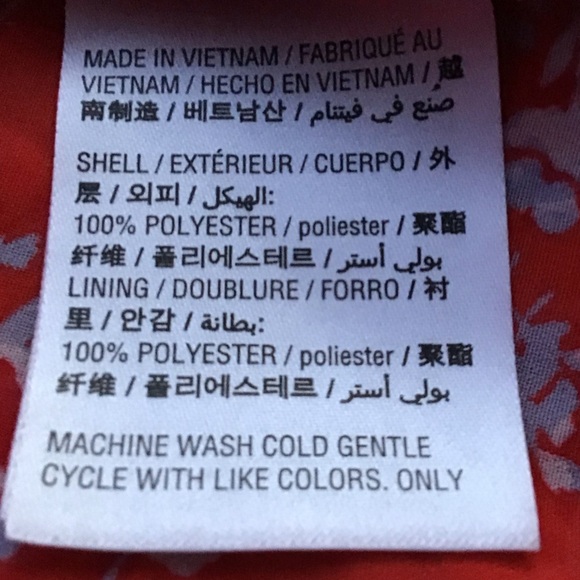 MADE IN VIETNAM / FABRIQUÉ AU
VIETNAM / HECHO EN VIETNAM / 越
南制造 / 베트남산 / صنع في فيتنام
SHELL / EXTÉRIEUR / CUERPO / 外
层 / 외피 / الهيكل:
100% POLYESTER / poliester / 聚酯
纤维 / 폴리에스테르 / بولي أستر
LINING / DOUBLURE / FORRO / 衬
里 / 안감 / بطانة:
100% POLYESTER / poliester / 聚酯
纤维 / 폴리에스테르 / بولي أستر
MACHINE WASH COLD GENTLE
CYCLE WITH LIKE COLORS. ONLY